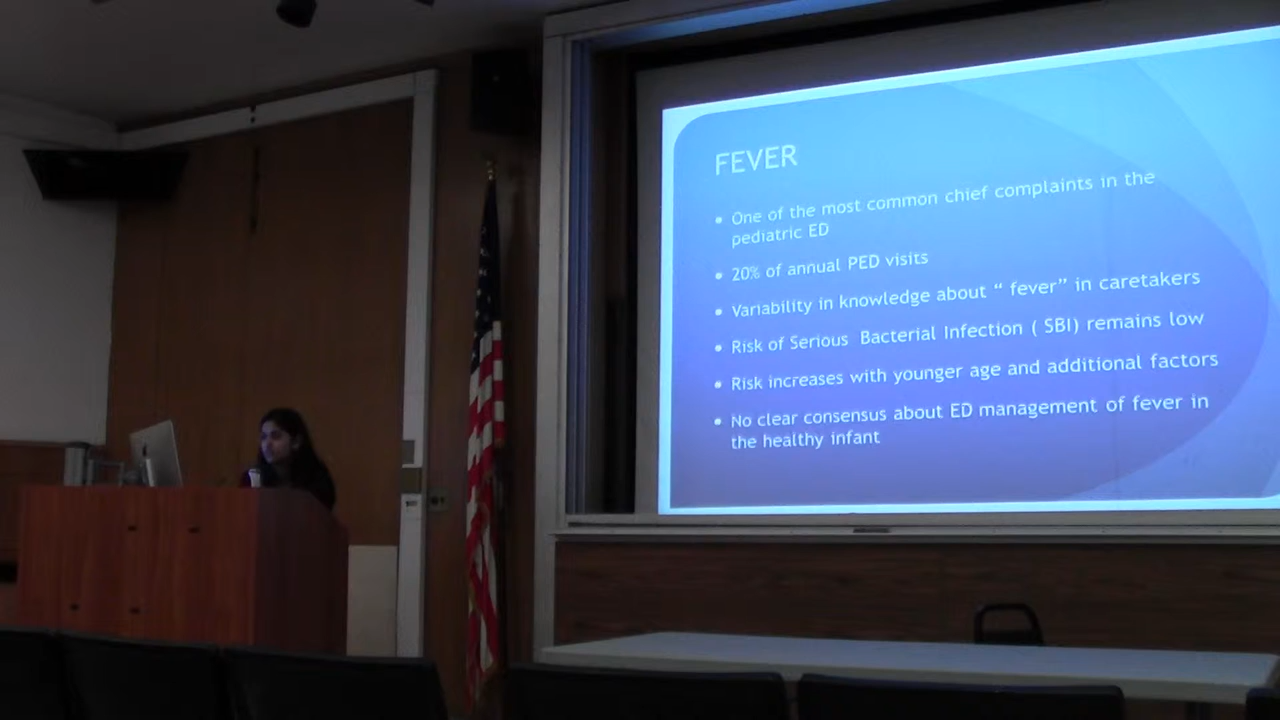 FEVER
• One of the most common chief complaints in the
pediatric ED
• 20% of annual PED visits
• Variability in knowledge about “ fever” in caretakers
• Risk of Serious  Bacterial Infection ( SBI) remains low
• Risk increases with younger age and additional factors
• No clear consensus about ED management of fever in
the healthy infant